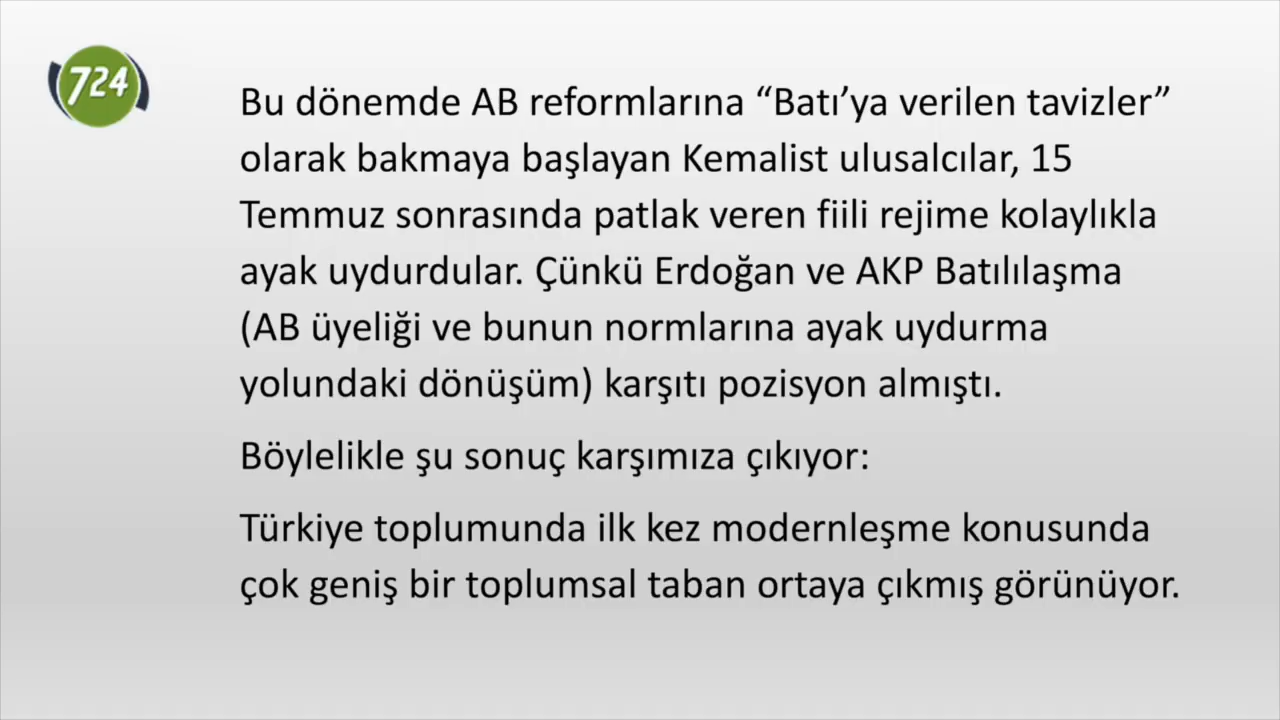 724
Bu dönemde AB reformlarına “Batı’ya verilen tavizler”
olarak bakmaya başlayan Kemalist ulusalcılar, 15
Temmuz sonrasında patlak veren fiili rejime kolaylıkla
ayak uydurdular. Çünkü Erdoğan ve AKP Batılılaşma
(AB üyeliği ve bunun normlarına ayak uydurma
yolundaki dönüşüm) karşıtı pozisyon almıştı.
Böylelikle şu sonuç karşımıza çıkıyor:
Türkiye toplumunda ilk kez modernleşme konusunda
çok geniş bir toplumsal taban ortaya çıkmış görünüyor.